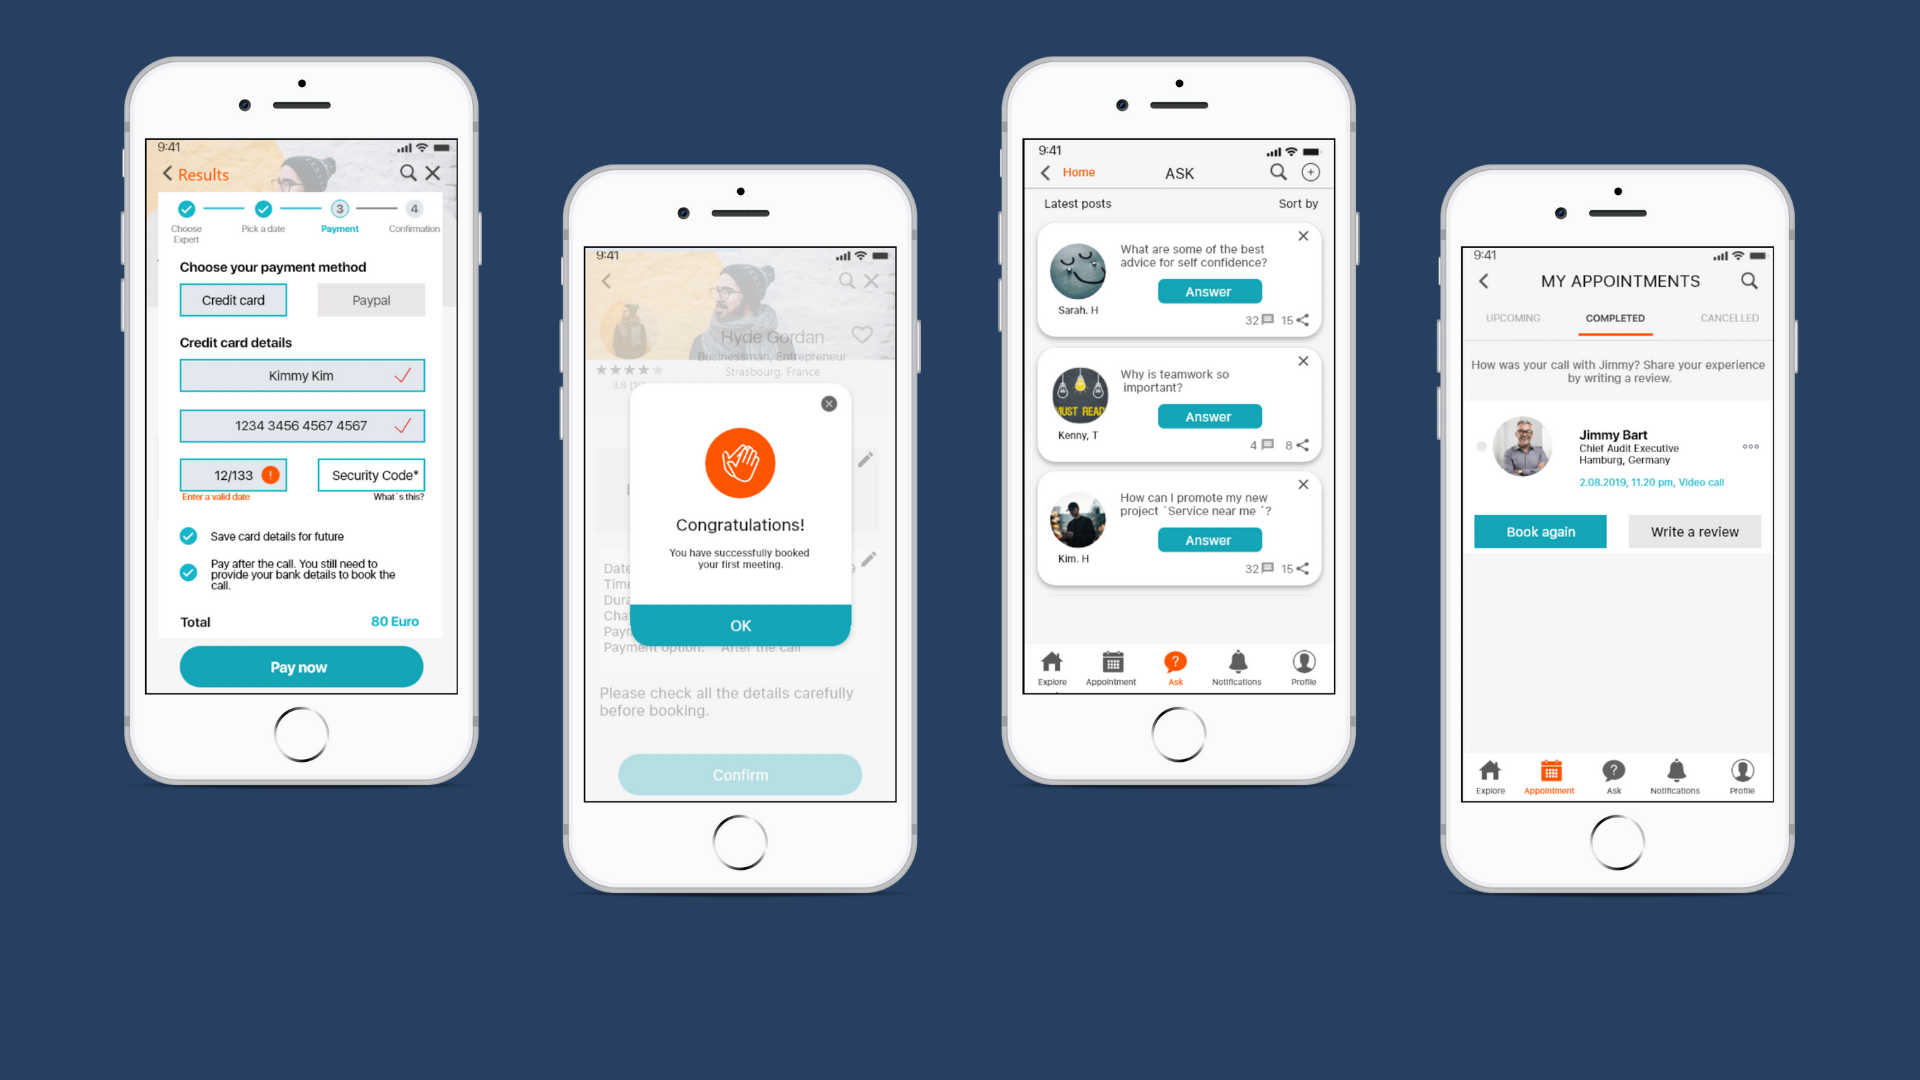 9:41
Results
3
4
Choose
Expert
Pick a date
Payment
Confirmation
Choose your payment method
Credit card
Paypal
Credit card details
Kimmy Kim
1234 3456 4567 4567
12/133
!
Security Code*
Enter a valid date
What`s this?
Save card details for future
Pay after the call. You still need to
provide your bank details to book the
call.
Total
80 Euro
Pay now
9:41
Hyde Gordan
Businessman, Entrepreneur
Strasbourg, France
3.8
Congratulations!
You have successfully booked
your first meeting.
OK
Payment option: After the call
Please check all the details carefully
before booking.
Confirm
9:41
Home
ASK
Latest posts
Sort by
What are some of the best
advice for self confidence?
Answer
Sarah. H
32
15
Why is teamwork so
important?
MUST READ
Answer
Kenny, T
4
8
How can I promote my new
project ´Service near me ´?
Answer
Kim. H
32
15
Explore
Appointment
?
Ask
Notifications
Profile
9:41
MY APPOINTMENTS
UPCOMING
COMPLETED
CANCELLED
How was your call with Jimmy? Share your experience
by writing a review.
Jimmy Bart
Chief Audit Executive
Hamburg, Germany
2.08.2019, 11.20 pm, Video call
Book again
Write a review
Explore
Appointment
?
Ask
Notifications
Profile